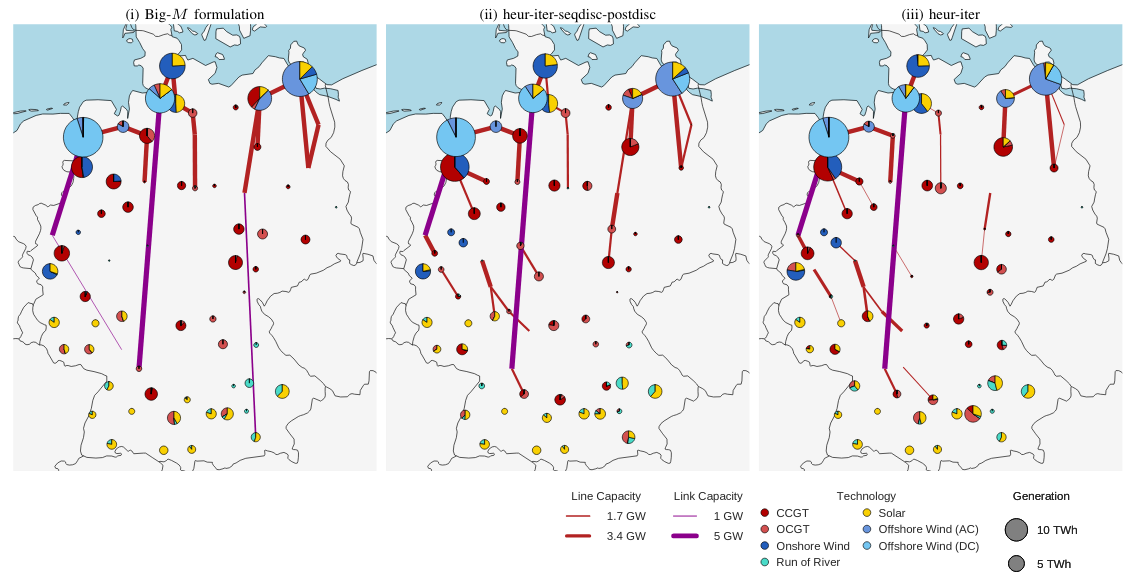 (i) Big-M formulation
(ii) heur-iter-seqdisc-postdisc
(iii) heur-iter
Line Capacity
1.7 GW
3.4 GW
Link Capacity
1 GW
5 GW
Technology
CCGT
OCGT
Onshore Wind
Run of River
Solar
Offshore Wind (AC)
Offshore Wind (DC)
Generation
10 TWh
5 TWh